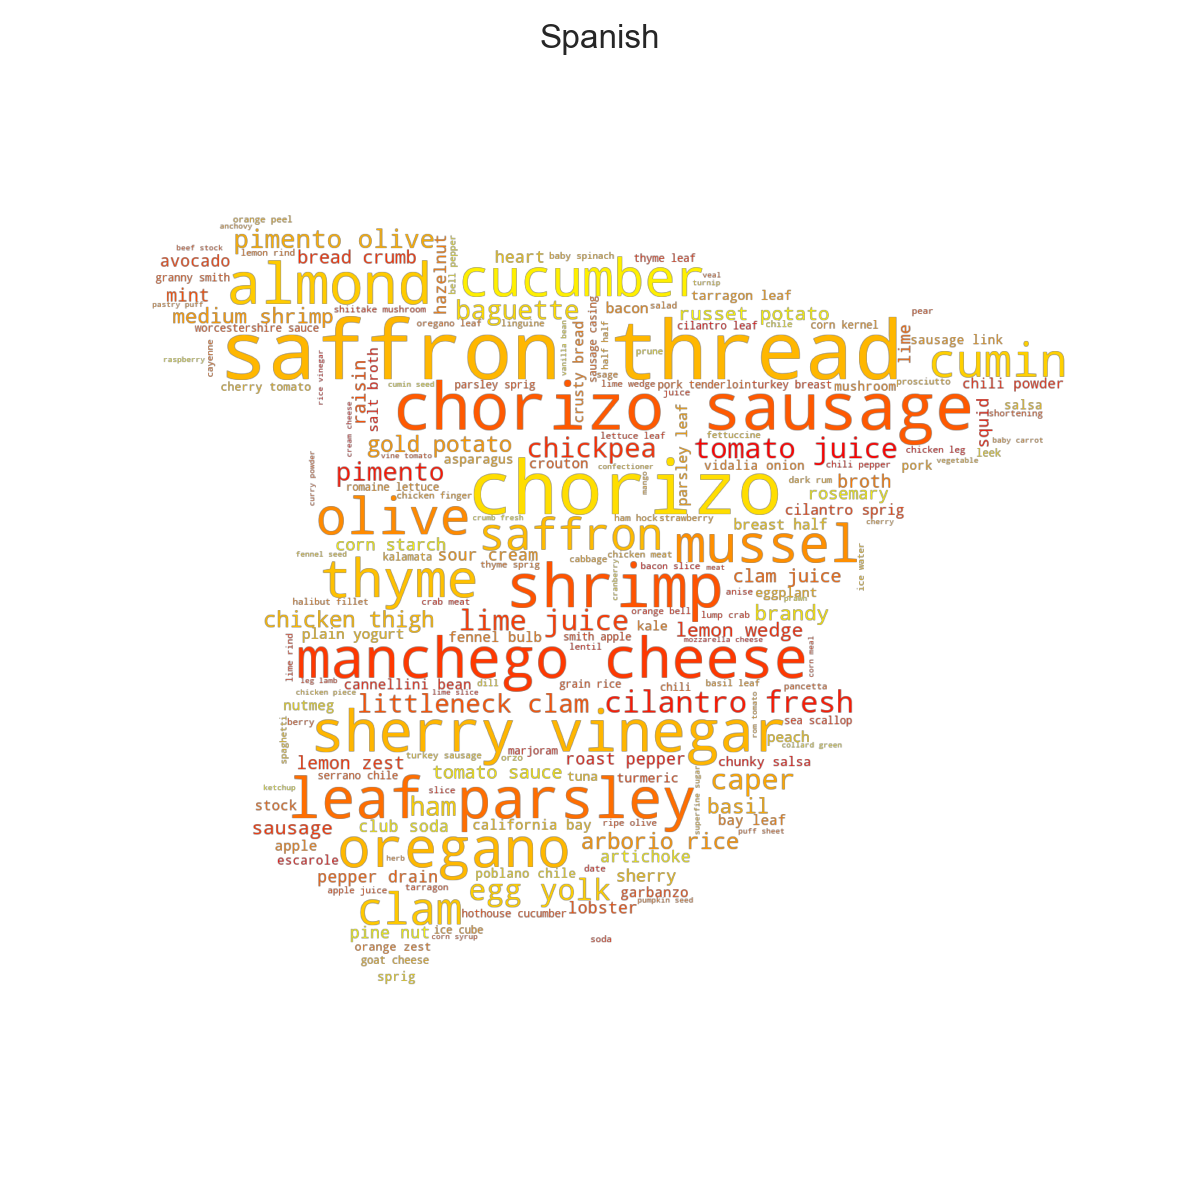 Spanish
orange peel
anchovy
pimento olive
beef stock
lemon rind
bread crumb
avocado
granny smith
almond
hazelnut
bell pepper
heart
baby spinach
thyme leaf
cucumber
veal
turnip
mint
pastry puff
shiitake mushroom
medium shrimp
baguette
bacon
salad
tarragon leaf
russet potato
worcestershire sauce
oregano leaf
linguine
vanilla bean
crusty bread
sausage casing
half half
cilantro leaf
chile
corn kernel
pear
lime
sausage link
saffron thread
cumin
raspberry
cayenne
rice vinegar
salt broth
raisin
prune
sage
cherry tomato
cumin seed
parsley sprig
lime wedge
pork tenderloin
turkey breast
mushroom
prosciutto
chili powder
juice
chorizo sausage
squid
salsa
shortening
cream cheese
lettuce leaf
parsley leaf
fettuccine
baby carrot
gold potato
chickpea
tomato juice
chicken leg
leek
vine tomato
asparagus
crouton
confectioner
vidalia onion
chili pepper
pork
vegetable
curry powder
pimento
mango
dark rum
broth
romaine lettuce
chicken finger
chorizo
rosemary
olive
crumb fresh
ham hock
strawberry
breast half
cilantro sprig
cherry
saffron
mussel
corn starch
fennel seed
kalamata
sour cream
cabbage
chicken meat
ice water
thyme
thyme sprig
cranberry
bacon slice
meat
clam juice
shrimp
anise
eggplant
prawn
halibut fillet
crab meat
orange bell
lump crab
brandy
chicken thigh
lime juice
kale
lemon wedge
plain yogurt
fennel bulb
smith apple
mozzarella cheese
lime rind
lentil
corn meal
manchego cheese
leg lamb
cannellini bean
dill
grain rice
chili
basil leaf
pancetta
chicken piece
lime slice
nutmeg
littleneck clam
cilantro fresh
rom tomato
berry
sea scallop
spaghetti
sherry vinegar
peach
collard green
marjoram
lemon zest
turkey sausage
orzo
roast pepper
chunky salsa
serrano chile
tomato sauce
tuna
turmeric
superfine sugar
caper
ketchup
slice
leaf parsley
stock
ham
basil
sausage
club soda
california bay
ripe olive
bay leaf
puff sheet
apple
oregano
arborio rice
escarole
herb
artichoke
pepper drain
poblano chile
date
sherry
apple juice
tarragon
egg yolk
garbanzo
pumpkin seed
clam
hothouse cucumber
lobster
pine nut
ice cube
corn syrup
soda
orange zest
goat cheese
sprig